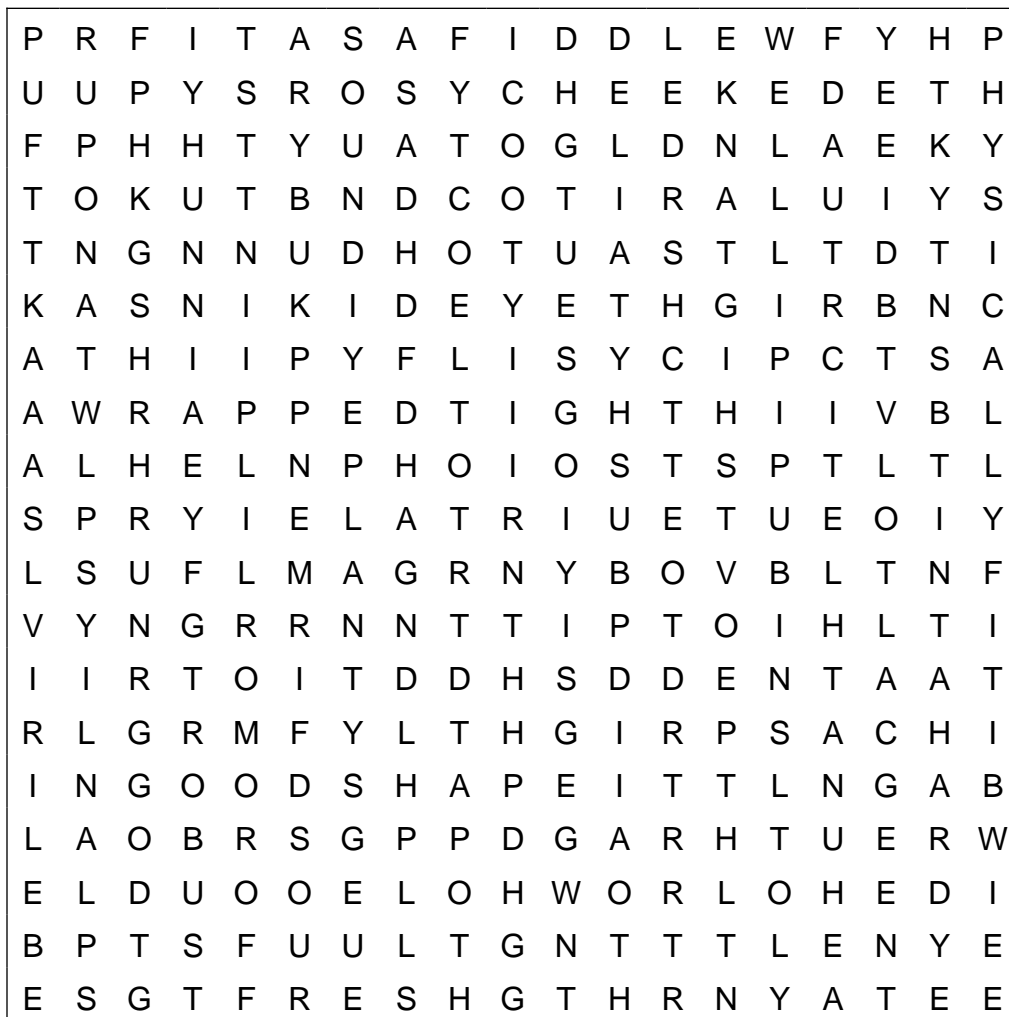 P R F I T A S A F I D D L E W F Y H P
U U P Y S R O S Y C H E E K E D E T H
F P H H T Y U A T O G L D N L A E K Y
T O K U T B N D C O T I R A L U I Y S
T N G N N U D H O T U A S T L T D T I
K A S N I K I D E Y E T H G I R B N C
A T H I I P Y F L I S Y C I P C T S A
A W R A P P E D T I G H T H I I V B L
A L H E L N P H O I O S T S P T L T L
S P R Y I E L A T R I U E T U E O I Y
L S U F L M A G R N Y B O V B L T N F
V Y N G R R N N T T I P T O I H L T I
I I R T O I T D D H S D D E N T A A T
R L G R M F Y L T H G I R P S A C H I
I N G O O D S H A P E I T T L N G A B
L A O B R S G P P D G A R H T U E R W
E L D U O O E L O H W O R L O H E D I
B P T S F U U L T G N T T T L E N Y E
E S G T F R E S H G T H R N Y A T E E